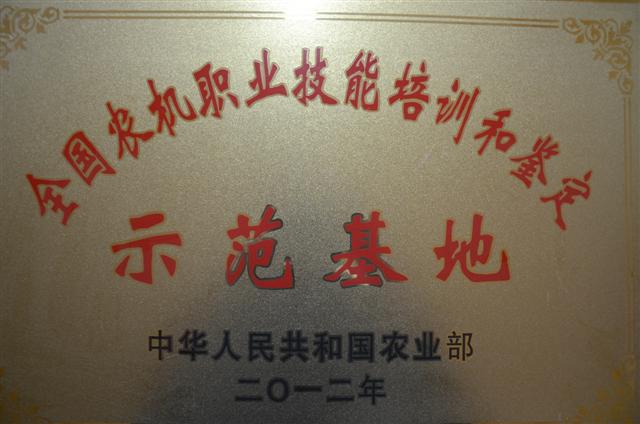 全国农机职业技能培训和鉴定
示范基地
中华人民共和国农业部
二〇一二年